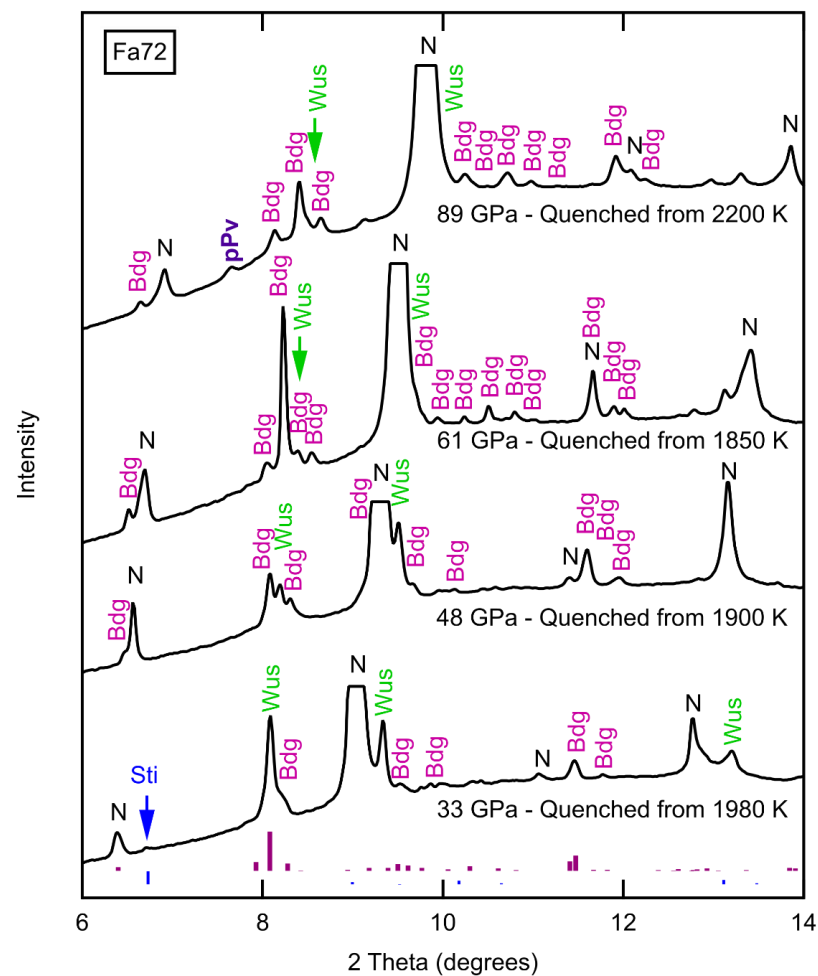 Fa72
N
Wus
Wus
Bdg
Bdg
Bdg
Bdg
Bdg
Bdg
Bdg
N
Bdg
N
Bdg
Bdg
Bdg
pPv
N
Bdg
89 GPa - Quenched from 2200 K
N
Bdg
Wus
Wus
Bdg
Bdg
N
N
Bdg
Bdg
Bdg
Bdg
Bdg
Bdg
Bdg
Bdg
Bdg
Bdg
N
Bdg
61 GPa - Quenched from 1850 K
N
Bdg
Wus
N
Wus
Bdg
Bdg
Bdg
Bdg
Bdg
Bdg
Bdg
N
Bdg
N
N
Bdg
48 GPa - Quenched from 1900 K
N
Wus
N
Wus
Bdg
Bdg
Bdg
Bdg
Bdg
N
N
Wus
Sti
N
33 GPa - Quenched from 1980 K
Intensity
6
8
10
12
14
2 Theta (degrees)